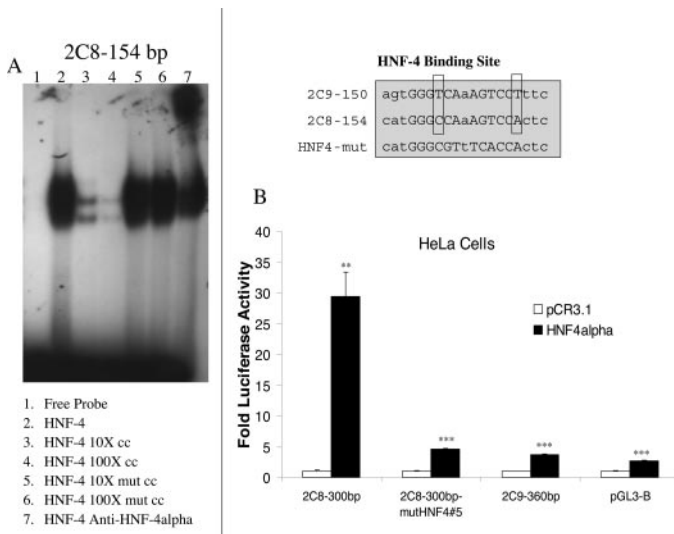 2C8-154 bp
A
1 2 3 4 5 6 7
1. Free Probe
2. HNF-4
3. HNF-4 10X cc
4. HNF-4 100X cc
5. HNF-4 10X mut cc
6. HNF-4 100X mut cc
7. HNF-4 Anti-HNF-4alpha
HNF-4 Binding Site
2C9-150 agtGGGTCAaAGTCCTttc
2C8-154 catGGGCCAaAGTCCActc
HNF4-mut catGGGCGTtTCACCActc
B
HeLa Cells
Fold Luciferase Activity
40
35
30
25
20
15
10
5
0
**
***
***
***
pCR3.1
HNF4alpha
2C8-300bp
2C8-300bp-
mutHNF4#5
2C9-360bp
pGL3-B